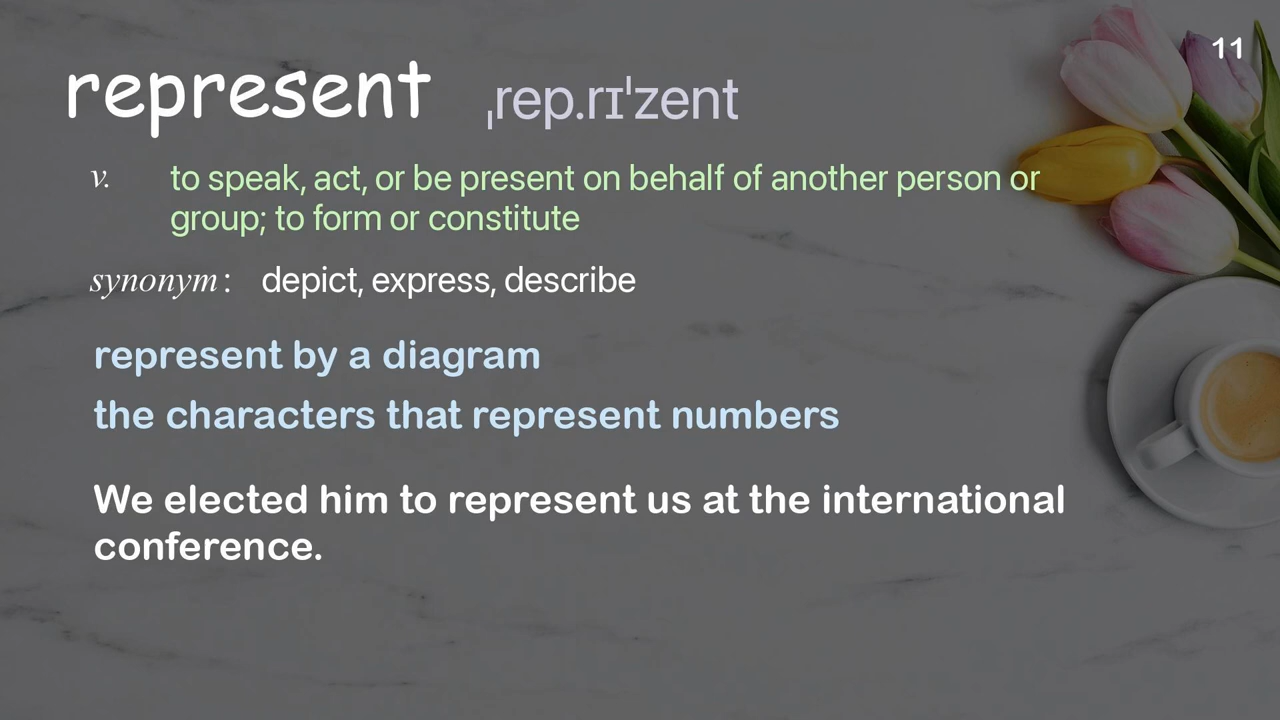 11
represent ˌrep.rɪˈzent
v. to speak, act, or be present on behalf of another person or
group; to form or constitute
synonym : depict, express, describe
represent by a diagram
the characters that represent numbers
We elected him to represent us at the international
conference.